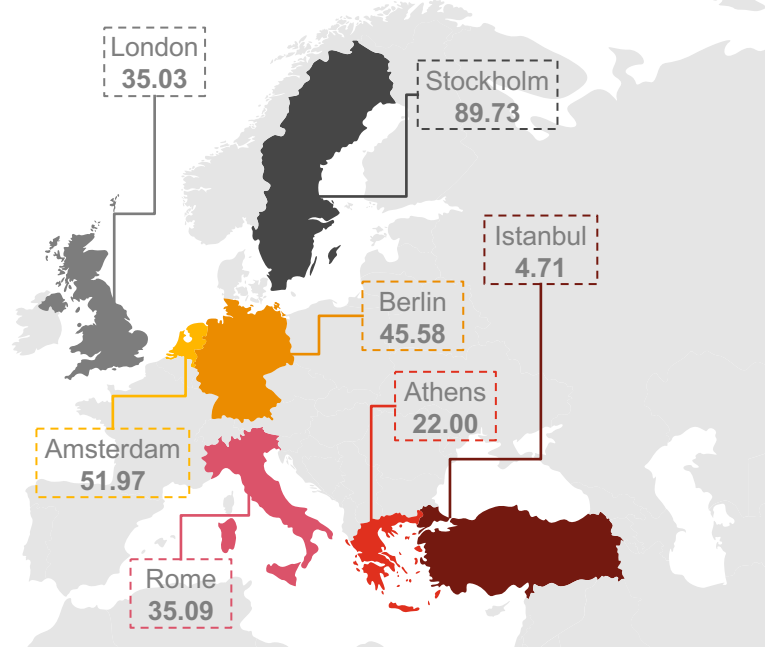 London
35.03
Stockholm
89.73
Istanbul
4.71
Berlin
45.58
Athens
22.00
Amsterdam
51.97
Rome
35.09